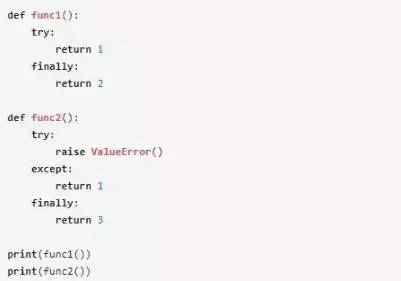 def func1():
    try:
        return 1
    finally:
        return 2

def func2():
    try:
        raise ValueError()
    except:
        return 1
    finally:
        return 3

print(func1())
print(func2())